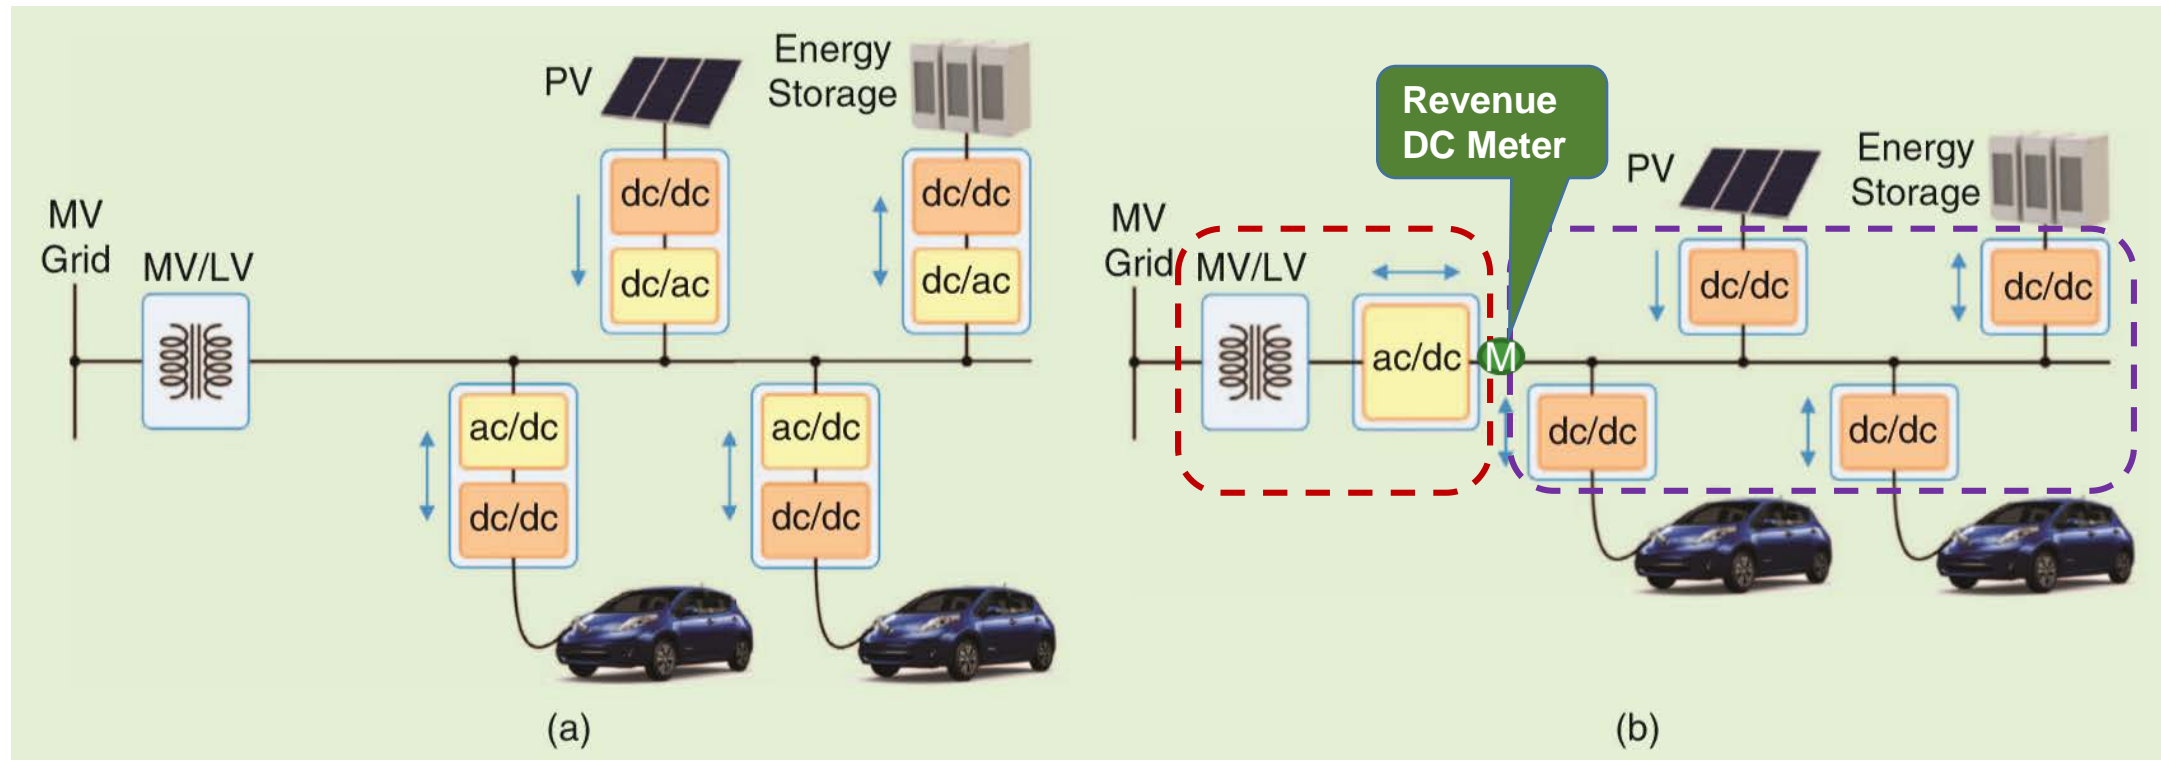 PV
Energy
Storage
dc/dc
dc/ac
dc/dc
dc/ac
MV
Grid
MV/LV
ac/dc
dc/dc
ac/dc
dc/dc
(a)
Revenue
DC Meter
PV
Energy
Storage
MV
Grid
MV/LV
ac/dc
M
dc/dc
dc/dc
dc/dc
dc/dc
(b)